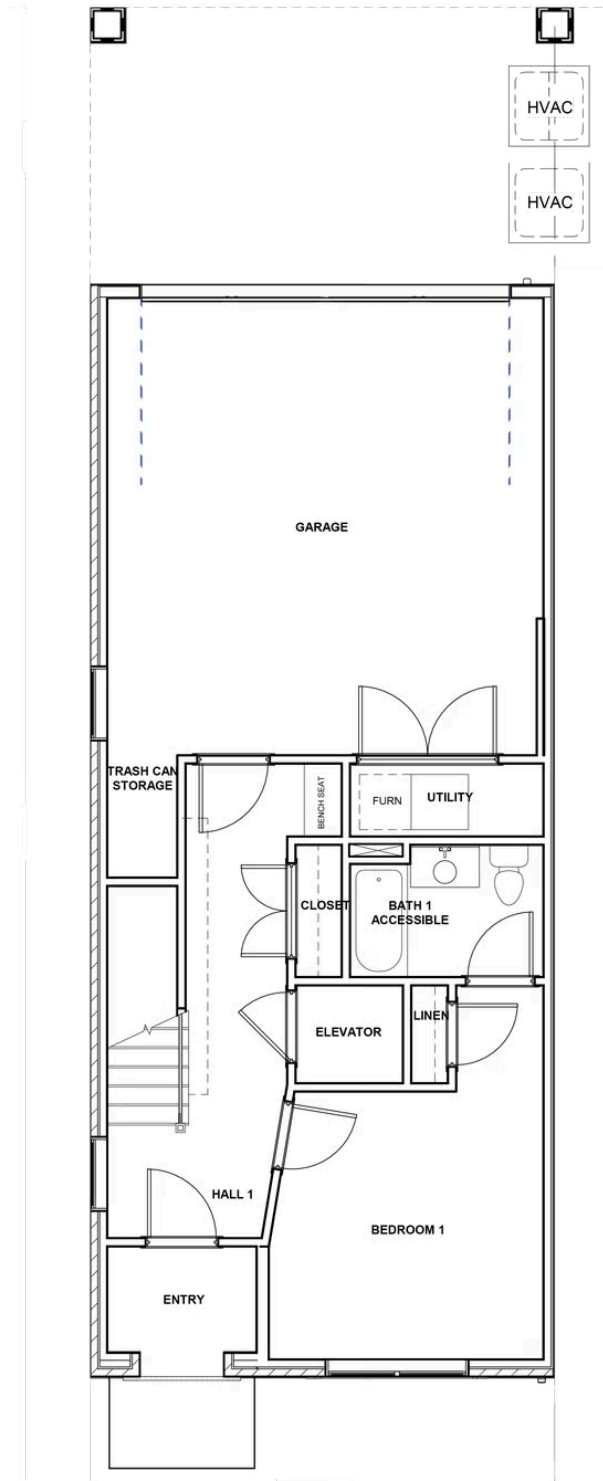 HVAC
HVAC
GARAGE
TRASH CAN
STORAGE
BENCH SEAT
FURN
UTILITY
CLOSET
BATH 1
ACCESSIBLE
ELEVATOR
LINEN
HALL 1
BEDROOM 1
ENTRY